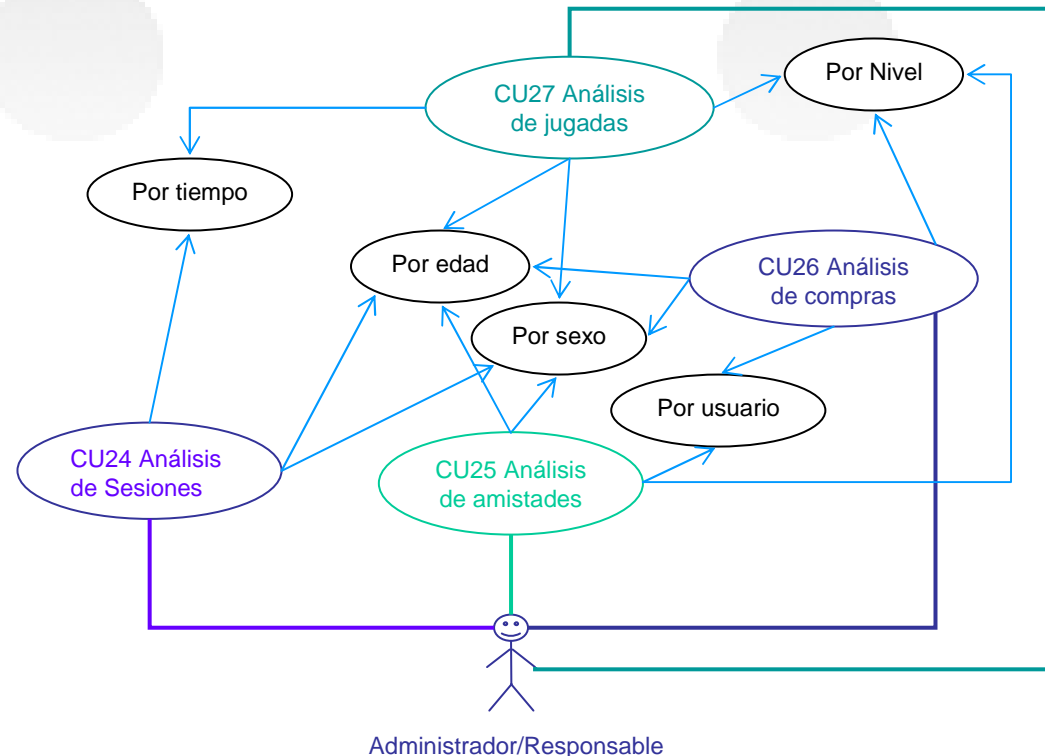 Por Nivel
CU27 Análisis
de jugadas
Por tiempo
Por edad
CU26 Análisis
de compras
Por sexo
Por usuario
CU24 Análisis
de Sesiones
CU25 Análisis
de amistades
Administrador/Responsable